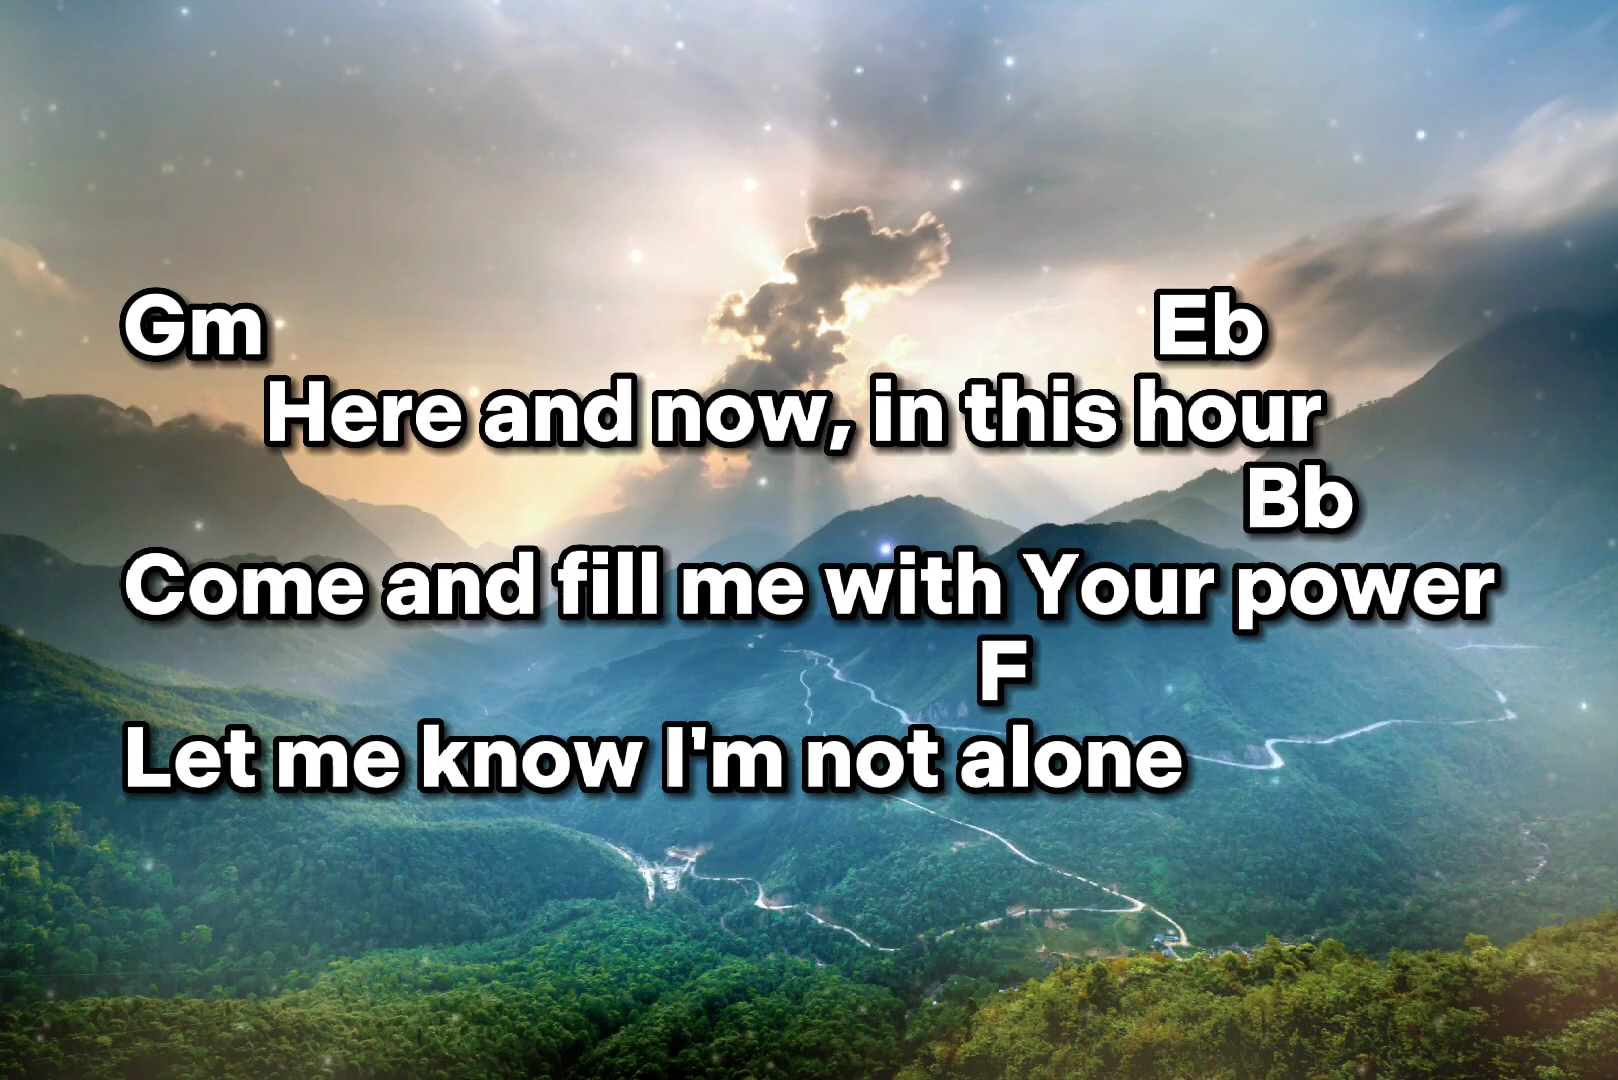 Gm Eb
Here and now, in this hour
Bb
Come and fill me with Your power
F
Let me know I'm not alone